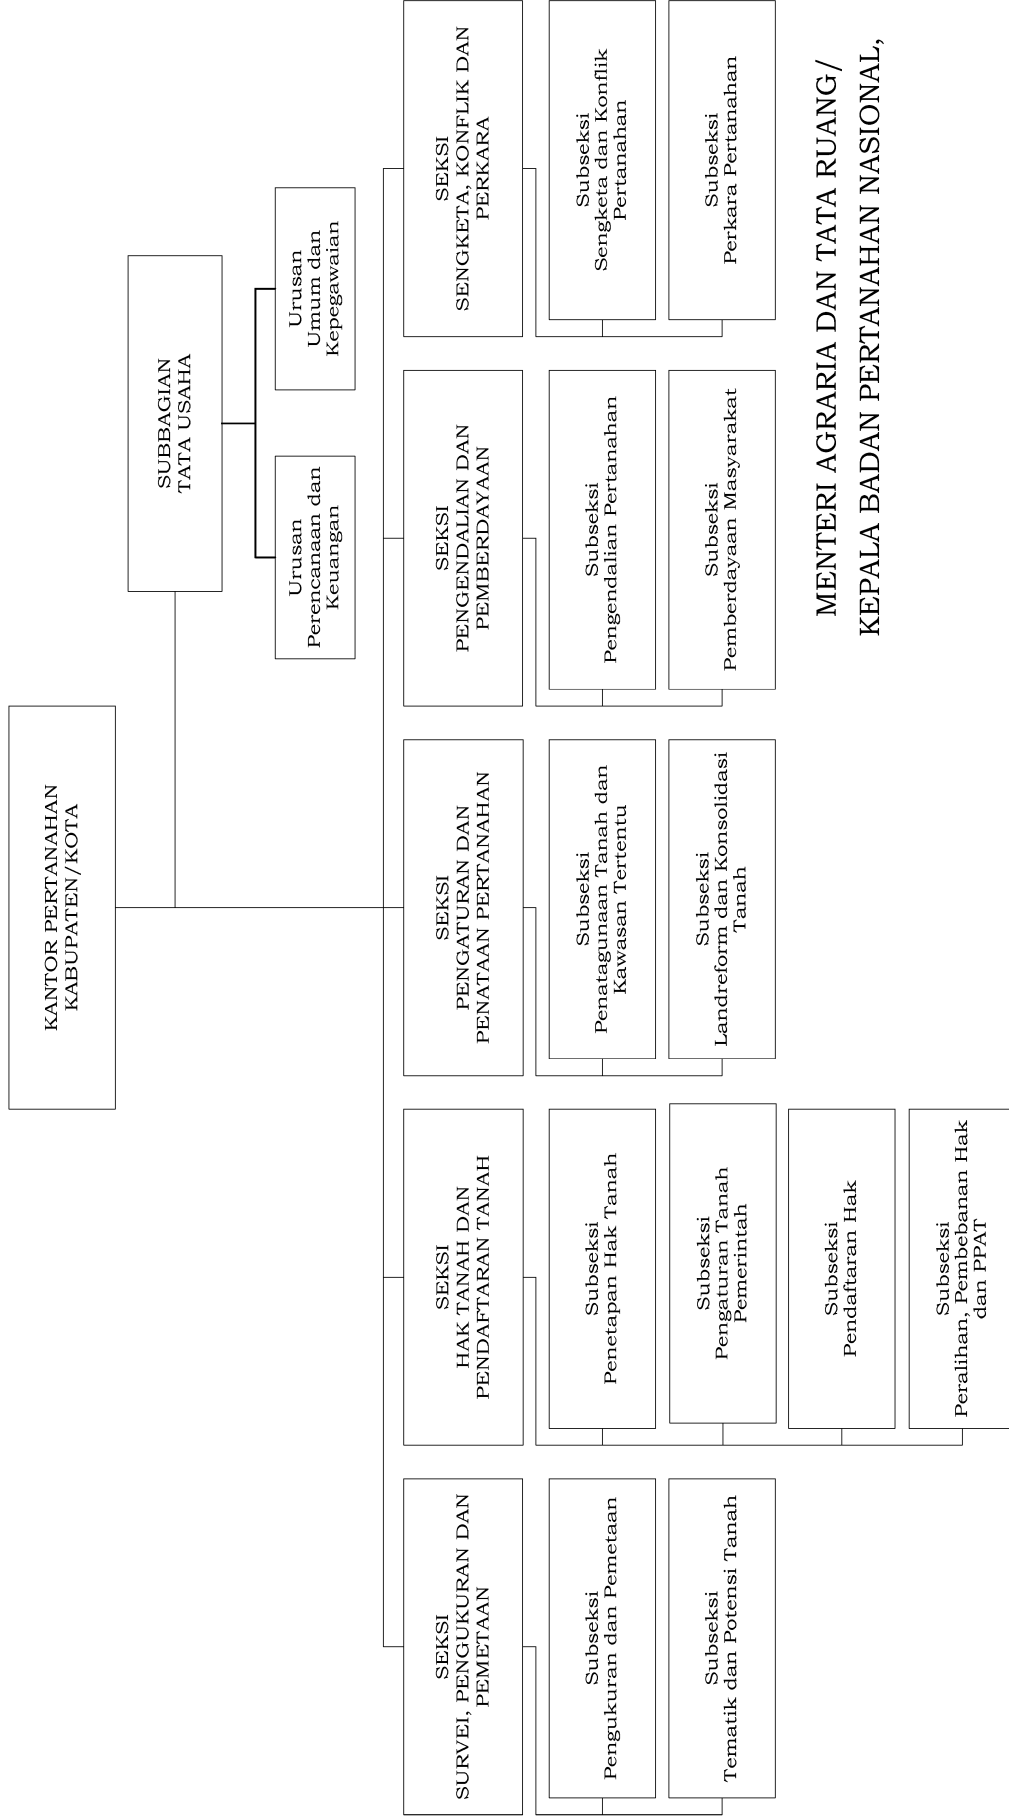 KANTOR PERTANAHAN
KABUPATEN/KOTA
SUBBAGIAN
TATA USAHA
Urusan
Perencanaan dan
Keuangan
Urusan
Umum dan
Kepegawaian
SEKSI
SURVEI, PENGUKURAN DAN
PEMETAAN
Subseksi
Pengukuran dan Pemetaan
Subseksi
Tematik dan Potensi Tanah
SEKSI
HAK TANAH DAN
PENDAFTARAN TANAH
Subseksi
Penetapan Hak Tanah
Subseksi
Pengaturan Tanah
Pemerintah
Subseksi
Pendaftaran Hak
Subseksi
Peralihan, Pembebanan Hak
dan PPAT
SEKSI
PENGATURAN DAN
PENATAAN PERTANAHAN
Subseksi
Penatagunaan Tanah dan
Kawasan Tertentu
Subseksi
Landreform dan Konsolidasi
Tanah
SEKSI
PENGENDALIAN DAN
PEMBERDAYAAN
Subseksi
Pengendalian Pertanahan
Subseksi
Pemberdayaan Masyarakat
SEKSI
SENGKETA, KONFLIK DAN
PERKARA
Subseksi
Sengketa dan Konflik
Pertanahan
Subseksi
Perkara Pertanahan
MENTERI AGRARIA DAN TATA RUANG/
KEPALA BADAN PERTANAHAN NASIONAL,